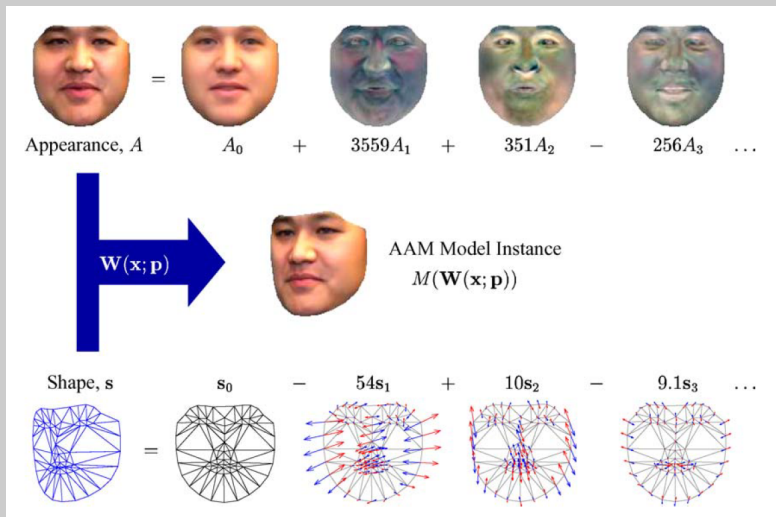 =
Appearance, A A₀ + 3559A₁ + 351A₂ − 256A₃ ...
W(x; p)
AAM Model Instance
M(W(x; p))
Shape, s s₀ − 54s₁ + 10s₂ − 9.1s₃ ...
=